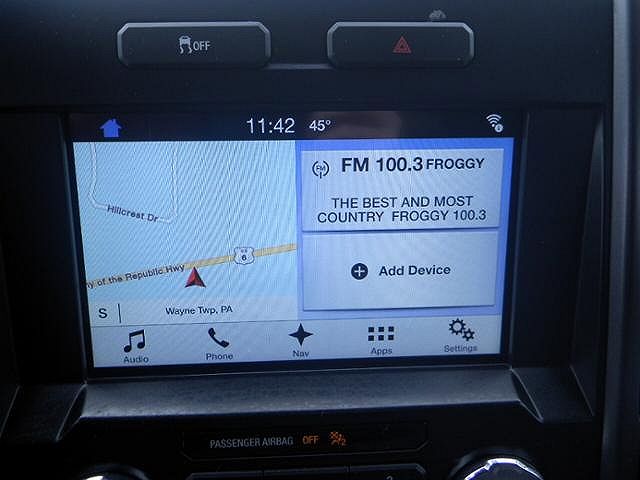 OFF
11:42 45°
FM 100.3 FROGGY
THE BEST AND MOST
COUNTRY FROGGY 100.3
Hillcrest Dr
6
y of the Republic Hwy
Add Device
S
Wayne Twp, PA
Audio Phone Nav Apps Settings
PASSENGER AIRBAG OFF